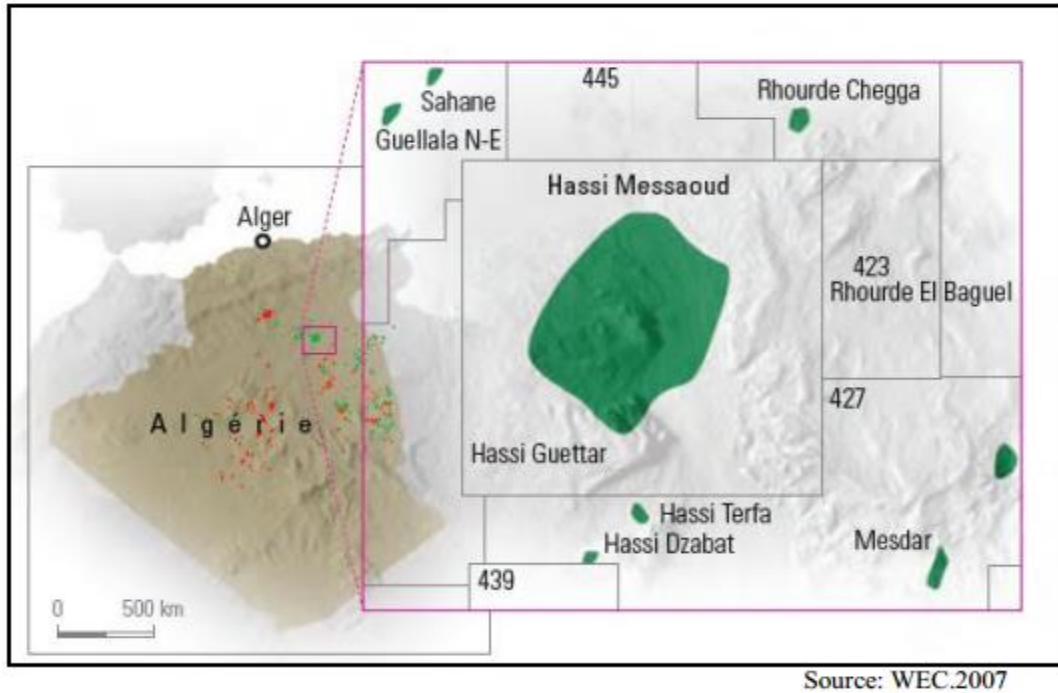 445
Rhourde Chegga
Sahane
Guellala N-E
Hassi Messaoud
Alger
423
Rhourde El Baguel
427
Algérie
Hassi Guettar
Hassi Terfa
Hassi Dzabat
Mesdar
439
0 500 km
Source: WEC.2007